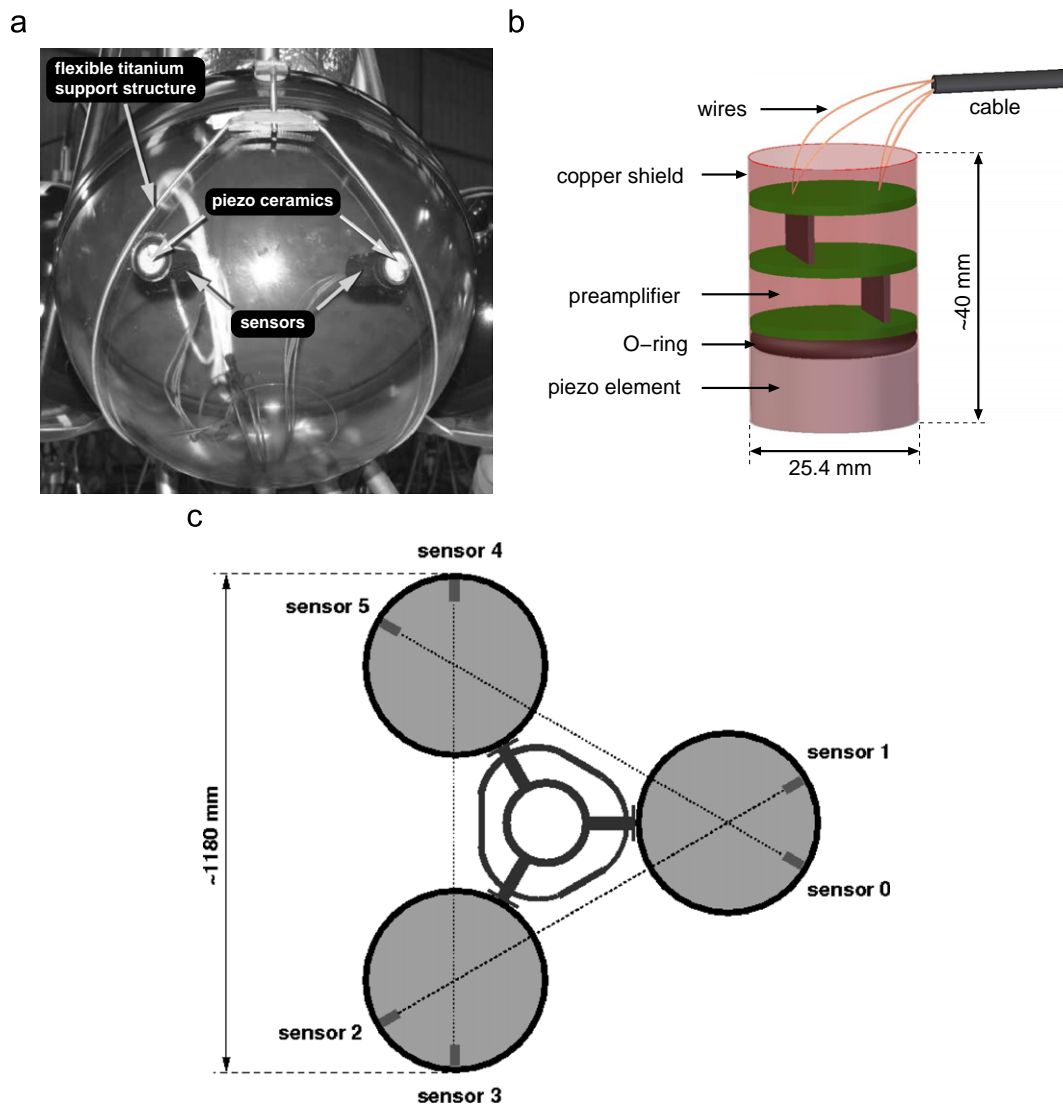 a
flexible titanium
support structure
piezo ceramics
sensors
b
wires
cable
copper shield
preamplifier
O−ring
piezo element
~40 mm
25.4 mm
c
sensor 4
sensor 5
sensor 1
sensor 0
~1180 mm
sensor 2
sensor 3